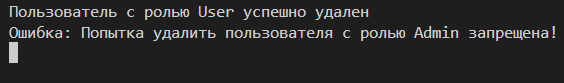 Пользователь с ролью User успешно удален
Ошибка: Попытка удалить пользователя с ролью Admin запрещена!